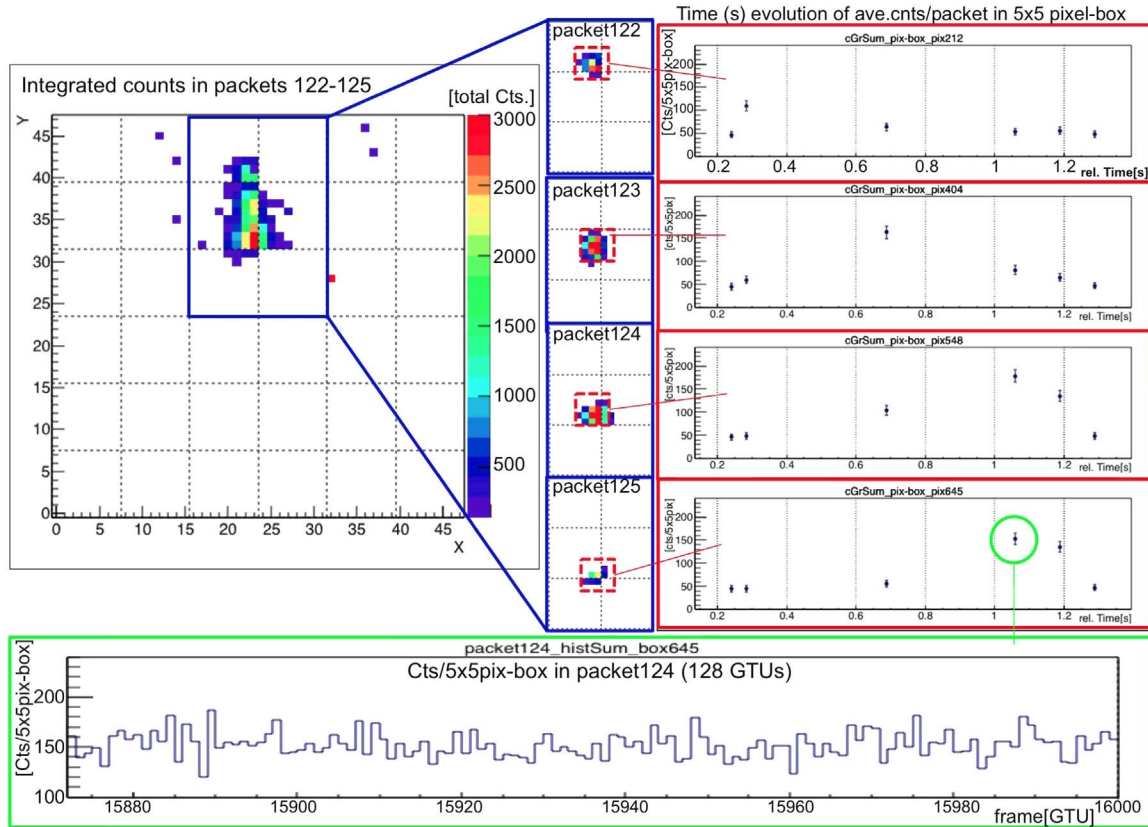 Time (s) evolution of ave.cnts/packet in 5x5 pixel-box
Integrated counts in packets 122-125
[total Cts.]
Y
45
40
35
30
25
20
15
10
5
0
0 5 10 15 20 25 30 35 40 45
X
3000
2500
2000
1500
1000
500
packet122
packet123
packet124
packet125
cGrSum_pix-box_pix212
[Cts/5x5pix-box]
200
150
100
50
0
0.2 0.4 0.6 0.8 1 1.2
rel. Time[s]
cGrSum_pix-box_pix404
[cts/5x5pix]
200
150
100
50
0
0.2 0.4 0.6 0.8 1 1.2
rel. Time[s]
cGrSum_pix-box_pix548
[cts/5x5pix]
200
150
100
50
0
0.2 0.4 0.6 0.8 1 1.2
rel. Time[s]
cGrSum_pix-box_pix645
[cts/5x5pix]
200
150
100
50
0
0.2 0.4 0.6 0.8 1 1.2
rel. Time[s]
packet124_histSum_box645
Cts/5x5pix-box in packet124 (128 GTUs)
[Cts/5x5pix-box]
200
150
100
15880 15900 15920 15940 15960 15980 16000
frame[GTU]